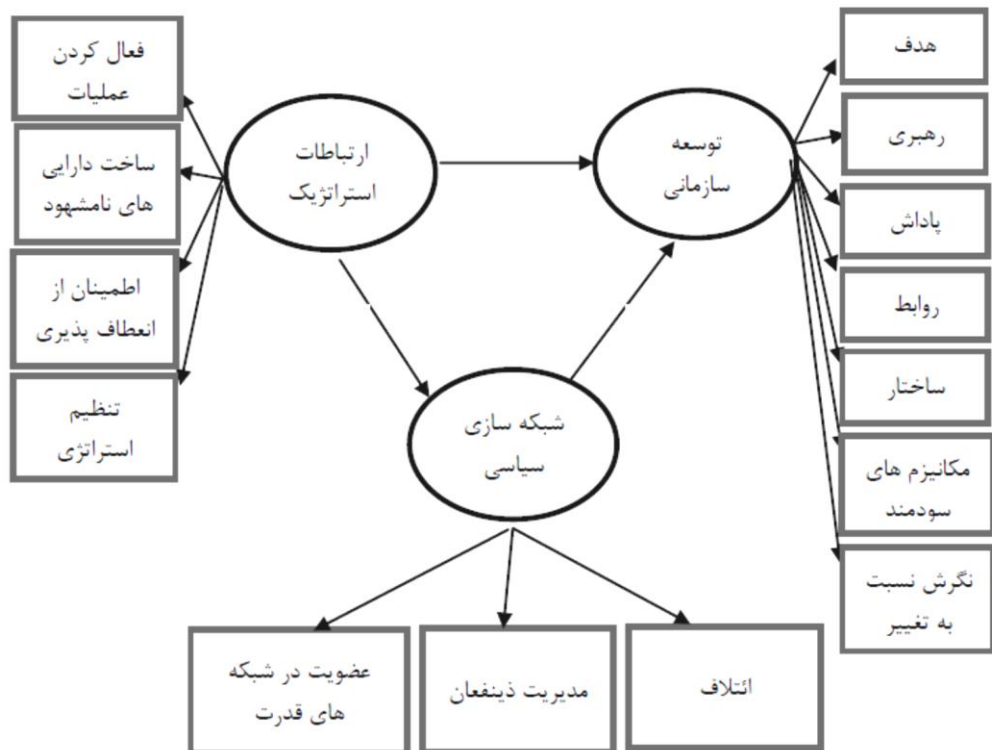 هدف
رهبری
پاداش
روابط
ساختار
مکانیزم های
سودمند
نگرش نسبت
به تغییر
توسعه
سازمانی
ارتباطات
استراتژیک
فعال کردن
عملیات
ساخت دارایی
های نامشهود
اطمینان از
انعطاف پذیری
تنظیم
استراتژی
شبکه سازی
سیاسی
ائتلاف
مدیریت ذینفعان
عضویت در شبکه
های قدرت